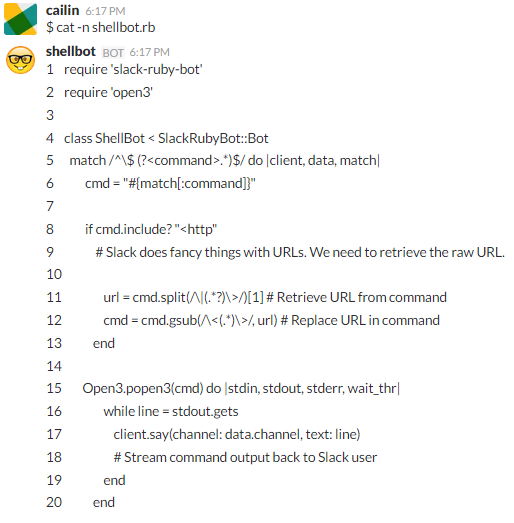 cailin 6:17 PM
$ cat -n shellbot.rb
shellbot BOT 6:17 PM
1 require 'slack-ruby-bot'
2 require 'open3'
3
4 class ShellBot < SlackRubyBot::Bot
5 match /^\$ (?<command>.*)$/ do |client, data, match|
6 cmd = "#{match[:command]}"
7
8 if cmd.include? "<http"
9 # Slack does fancy things with URLs. We need to retrieve the raw URL.
10
11 url = cmd.split(/\|(.*?)\>/)[1] # Retrieve URL from command
12 cmd = cmd.gsub(/\<(.*)\>/, url) # Replace URL in command
13 end
14
15 Open3.popen3(cmd) do |stdin, stdout, stderr, wait_thr|
16 while line = stdout.gets
17 client.say(channel: data.channel, text: line)
18 # Stream command output back to Slack user
19 end
20 end